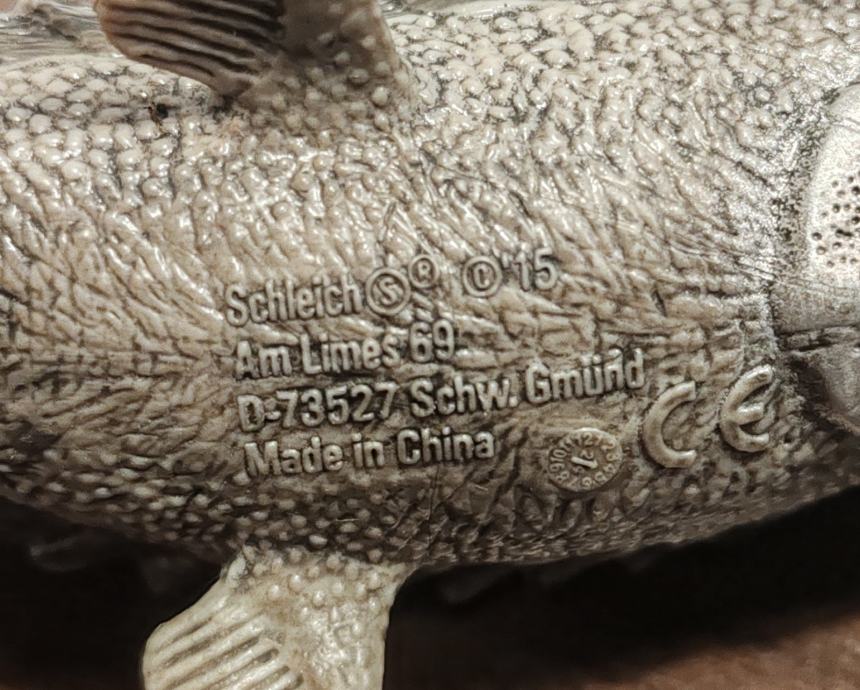 Schleich Ⓢ® © '15
Am Limes 69
D-73527 Schw. Gmünd
Made in China
CE